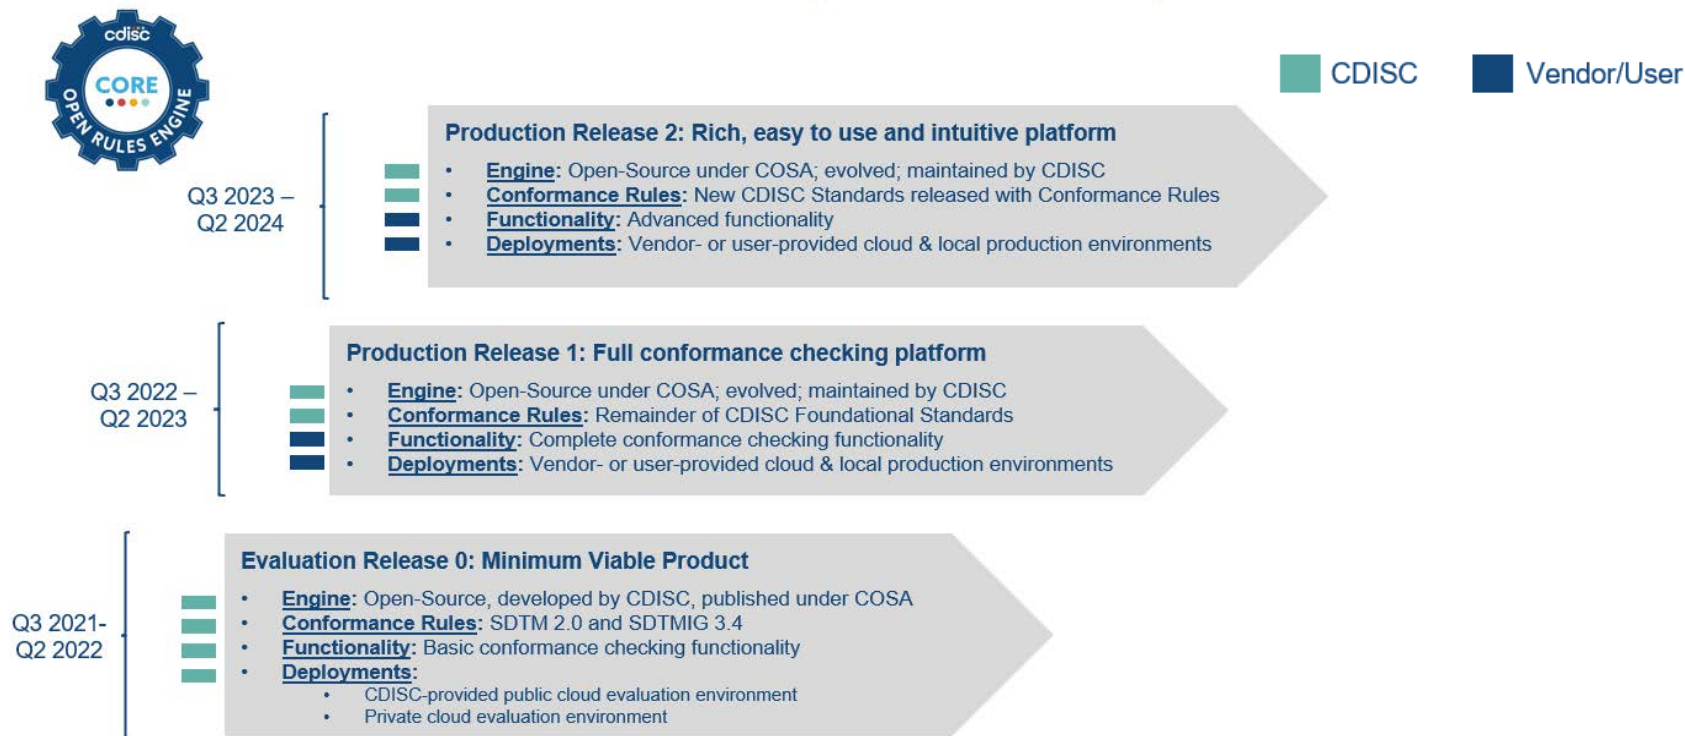 cdisc
CORE
OPEN RULES ENGINE
CDISC
Vendor/User
Q3 2023 –
Q2 2024
Production Release 2: Rich, easy to use and intuitive platform
• Engine: Open-Source under COSA; evolved; maintained by CDISC
• Conformance Rules: New CDISC Standards released with Conformance Rules
• Functionality: Advanced functionality
• Deployments: Vendor- or user-provided cloud & local production environments
Q3 2022 –
Q2 2023
Production Release 1: Full conformance checking platform
• Engine: Open-Source under COSA; evolved; maintained by CDISC
• Conformance Rules: Remainder of CDISC Foundational Standards
• Functionality: Complete conformance checking functionality
• Deployments: Vendor- or user-provided cloud & local production environments
Q3 2021-
Q2 2022
Evaluation Release 0: Minimum Viable Product
• Engine: Open-Source, developed by CDISC, published under COSA
• Conformance Rules: SDTM 2.0 and SDTMIG 3.4
• Functionality: Basic conformance checking functionality
• Deployments:
• CDISC-provided public cloud evaluation environment
• Private cloud evaluation environment